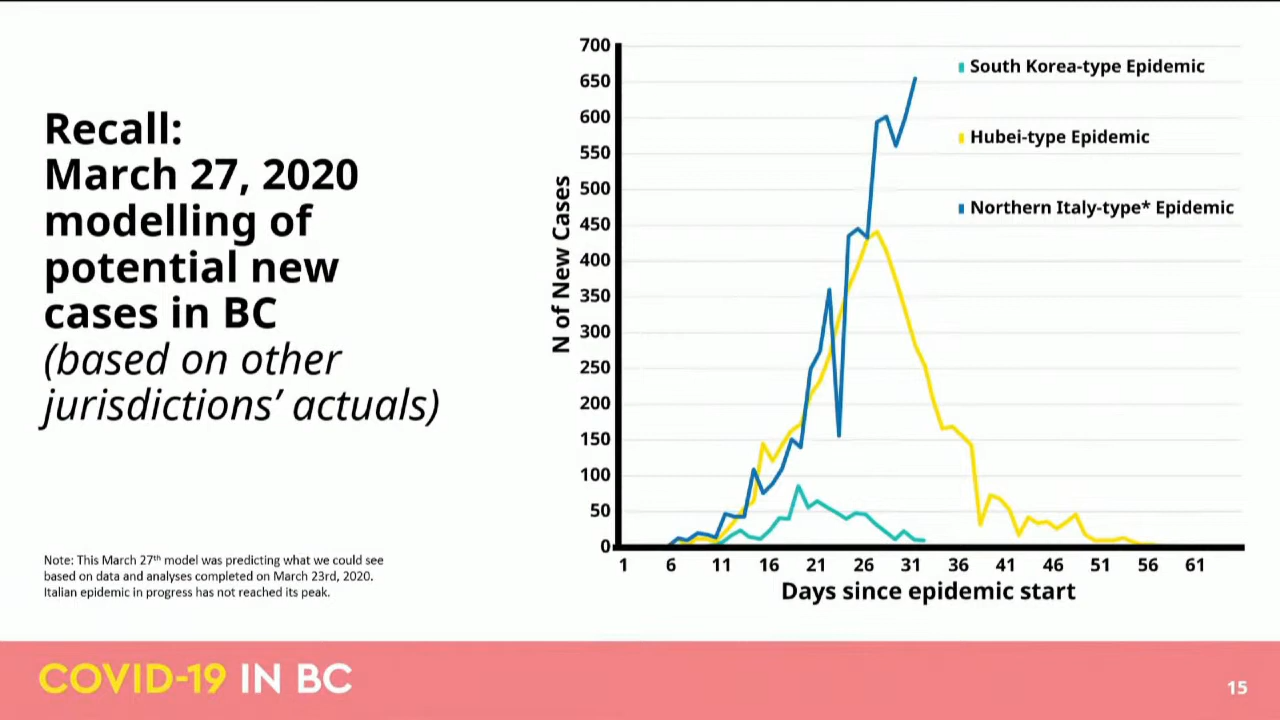 Recall:
March 27, 2020
modelling of
potential new
cases in BC
(based on other
jurisdictions’ actuals)
Note: This March 27th model was predicting what we could see
based on data and analyses completed on March 23rd, 2020.
Italian epidemic in progress has not reached its peak.
N of New Cases
700
650
600
550
500
450
400
350
300
250
200
150
100
50
0
1 6 11 16 21 26 31 36 41 46 51 56 61
Days since epidemic start
South Korea-type Epidemic
Hubei-type Epidemic
Northern Italy-type* Epidemic
COVID-19 IN BC
15